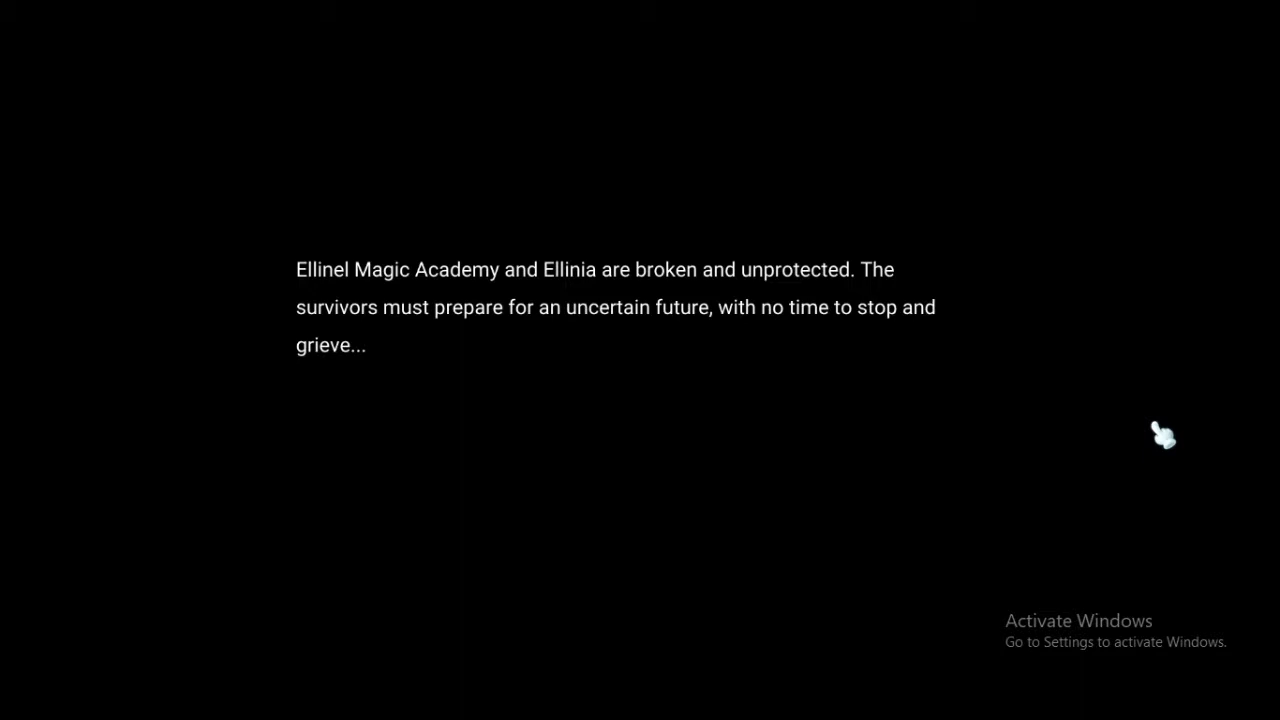 Ellinel Magic Academy and Ellinia are broken and unprotected. The
survivors must prepare for an uncertain future, with no time to stop and
grieve...
Activate Windows
Go to Settings to activate Windows.